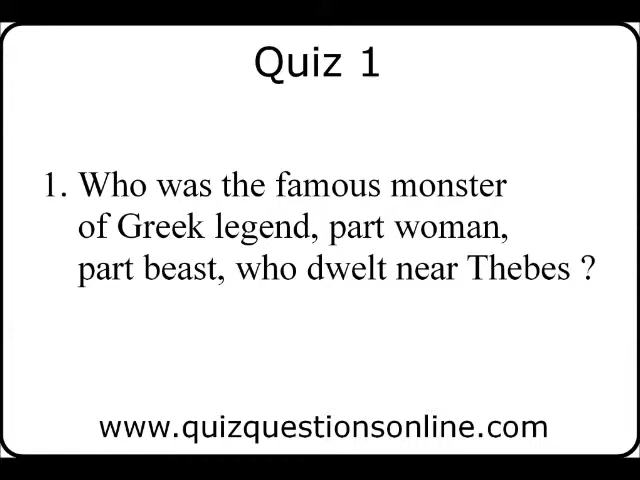 Quiz 1
1. Who was the famous monster
of Greek legend, part woman,
part beast, who dwelt near Thebes ?
www.quizquestionsonline.com